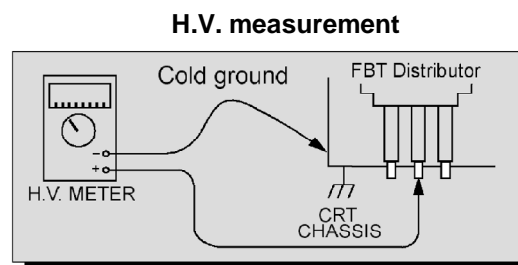 H.V. measurement
Cold ground
FBT Distributor
−
+
H.V. METER
CRT
CHASSIS